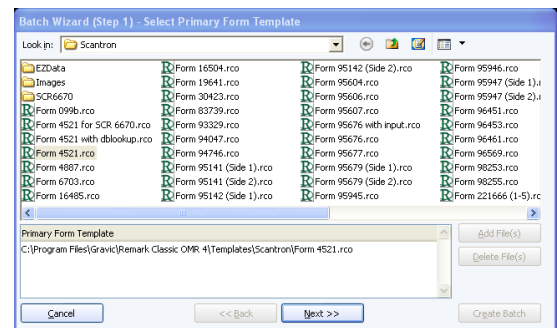 Batch Wizard (Step 1) - Select Primary Form Template
Look in: Scantron
EZData
Images
SCR6670
Form 099b.rco
Form 4521 for SCR 6670.rco
Form 4521 with dblookup.rco
Form 4521.rco
Form 4887.rco
Form 6703.rco
Form 16485.rco
Form 16504.rco
Form 19641.rco
Form 30423.rco
Form 83739.rco
Form 93329.rco
Form 94047.rco
Form 94746.rco
Form 95141 (Side 1).rco
Form 95141 (Side 2).rco
Form 95142 (Side 1).rco
Form 95142 (Side 2).rco
Form 95604.rco
Form 95606.rco
Form 95607.rco
Form 95676 with input.rco
Form 95676.rco
Form 95677.rco
Form 95679 (Side 1).rco
Form 95679 (Side 2).rco
Form 95945.rco
Form 95946.rco
Form 95947 (Side 1).r
Form 95947 (Side 2).r
Form 96451.rco
Form 96453.rco
Form 96461.rco
Form 96569.rco
Form 98253.rco
Form 98255.rco
Form 221666 (1-5).rc
Primary Form Template
C:\Program Files\Gravic\Remark Classic OMR 4\Templates\Scantron\Form 4521.rco
Add File(s)
Delete File(s)
Cancel
<< Back
Next >>
Create Batch